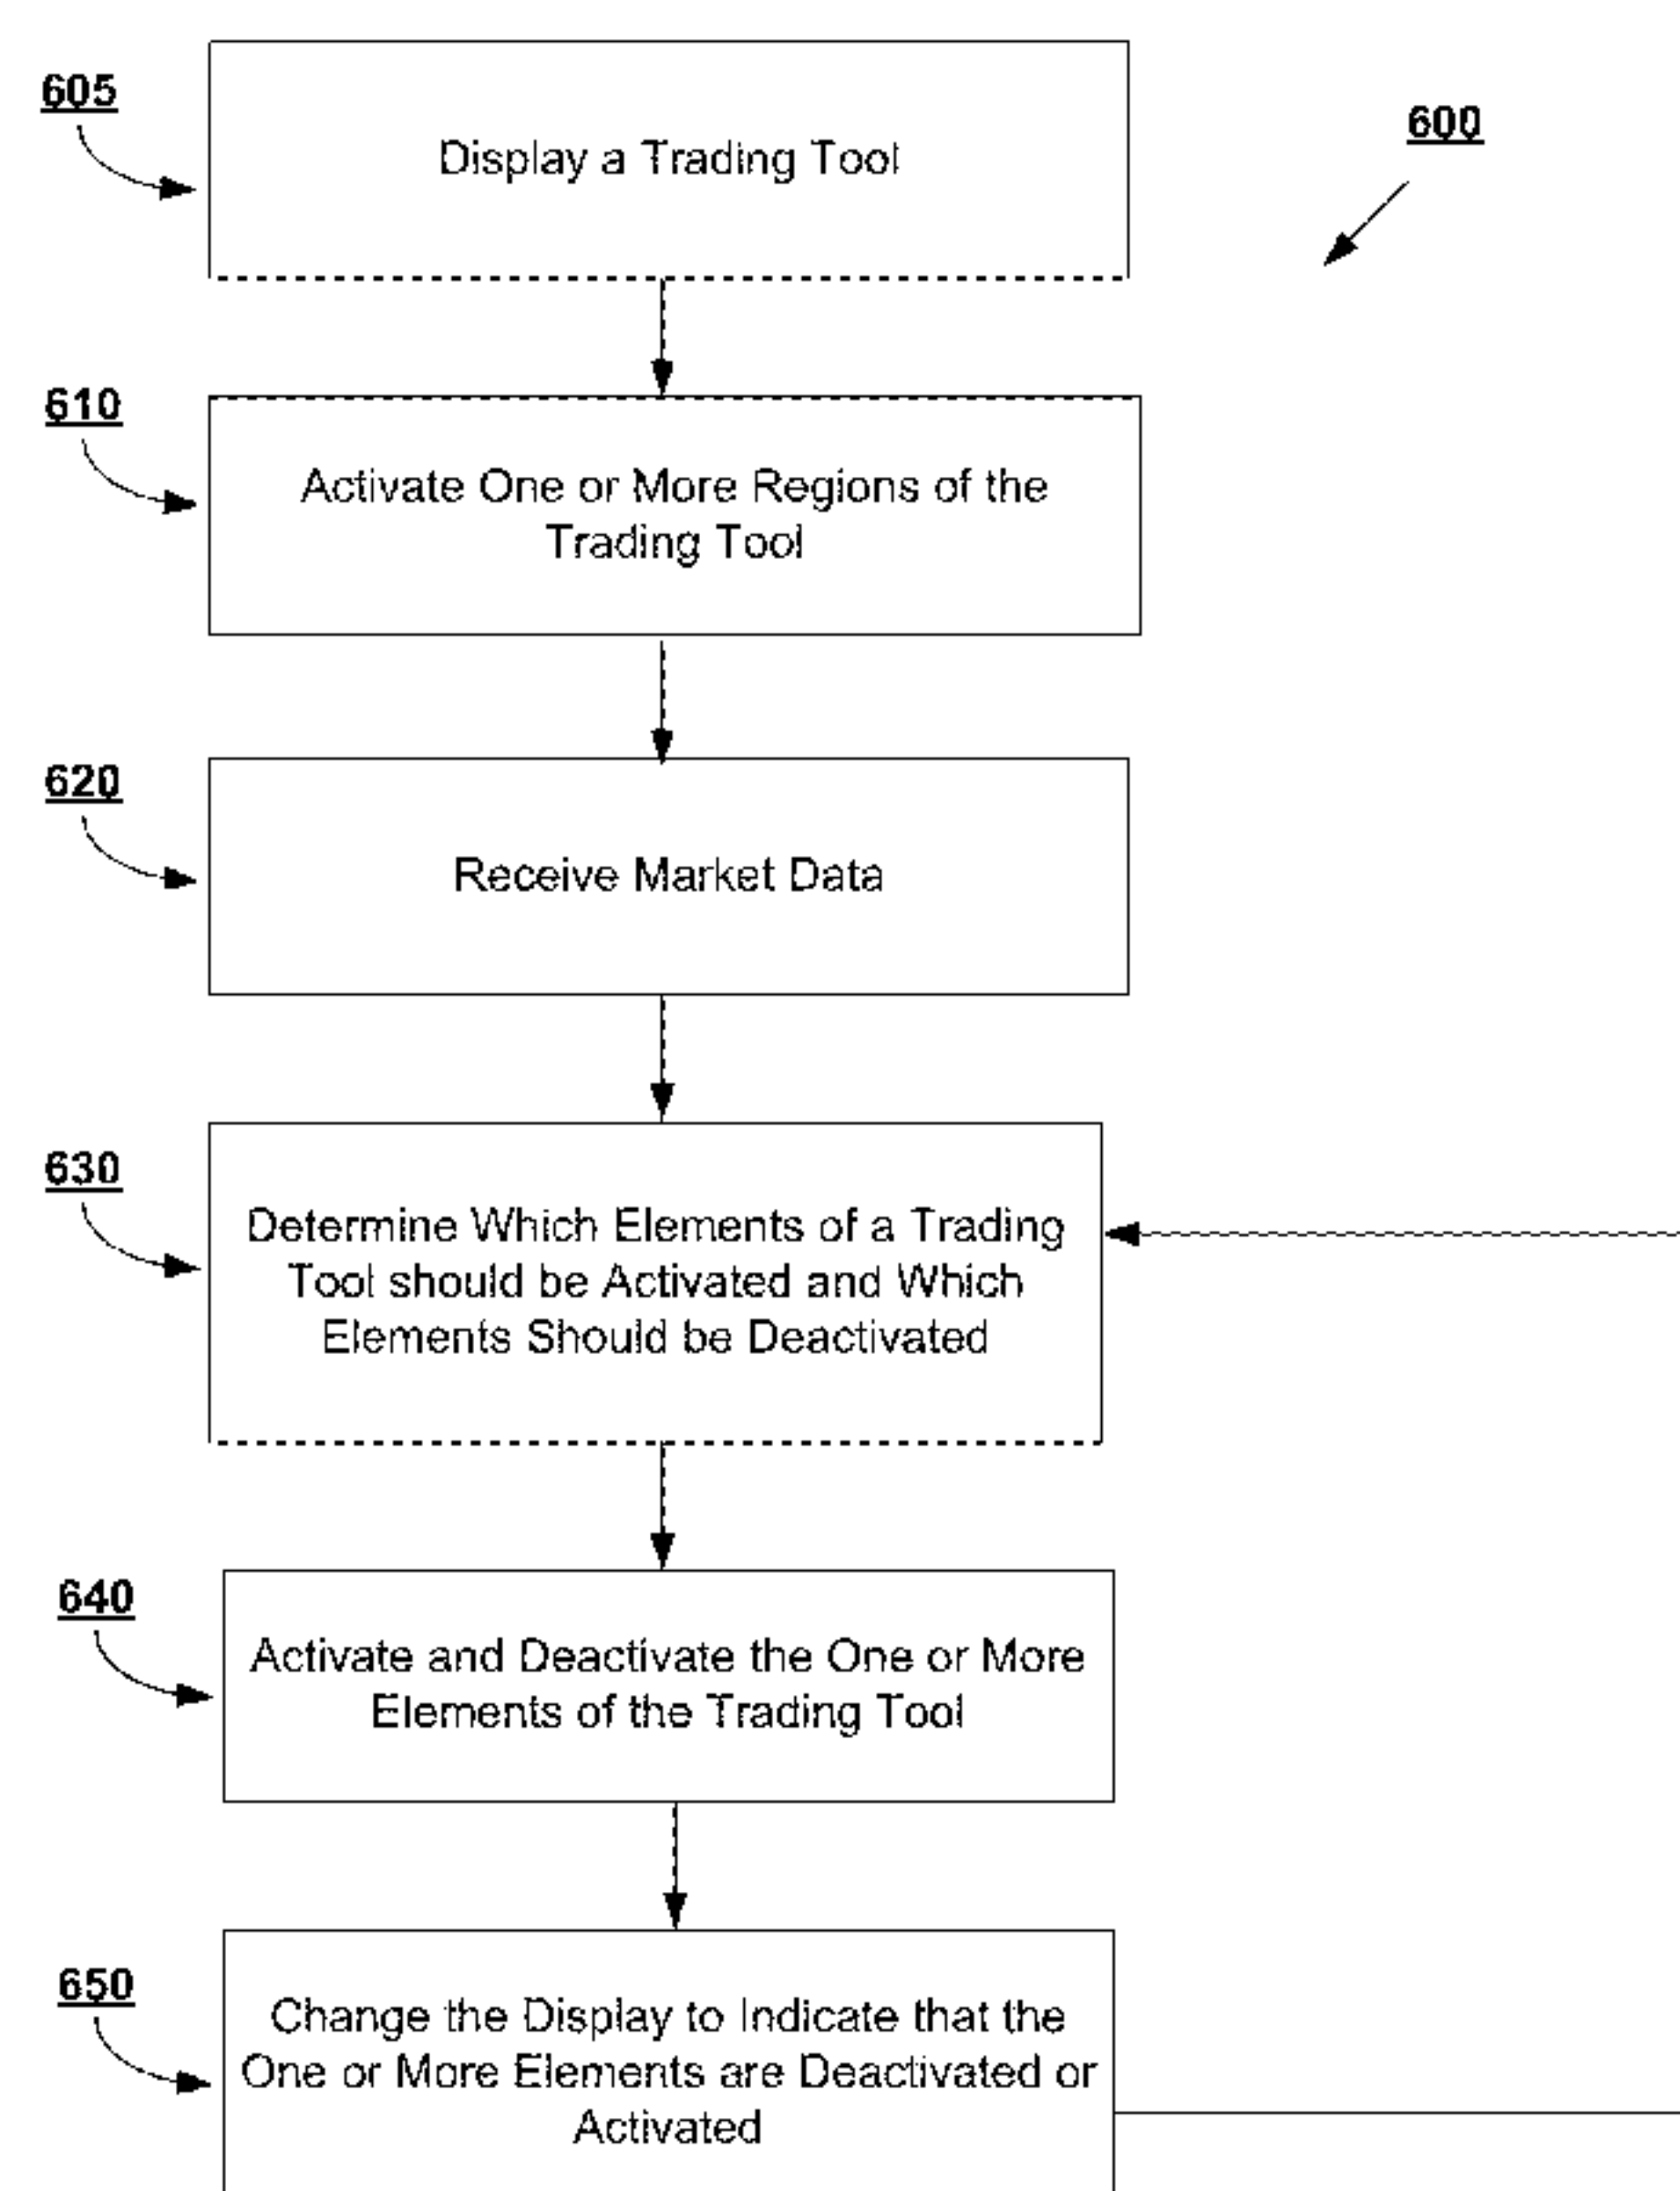 605
Display a Trading Tool
600
610
Activate One or More Regions of the
Trading Tool
620
Receive Market Data
630
Determine Which Elements of a Trading
Tool should be Activated and Which
Elements Should be Deactivated
640
Activate and Deactivate the One or More
Elements of the Trading Tool
650
Change the Display to Indicate that the
One or More Elements are Deactivated or
Activated